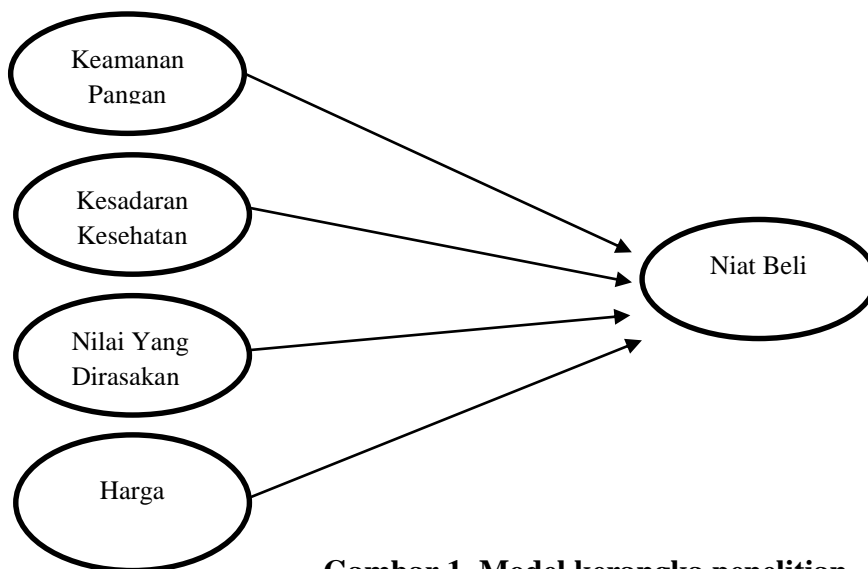 Keamanan
Pangan
Kesadaran
Kesehatan
Niat Beli
Nilai Yang
Dirasakan
Harga
Gambar 1. Model kerangka penelitian